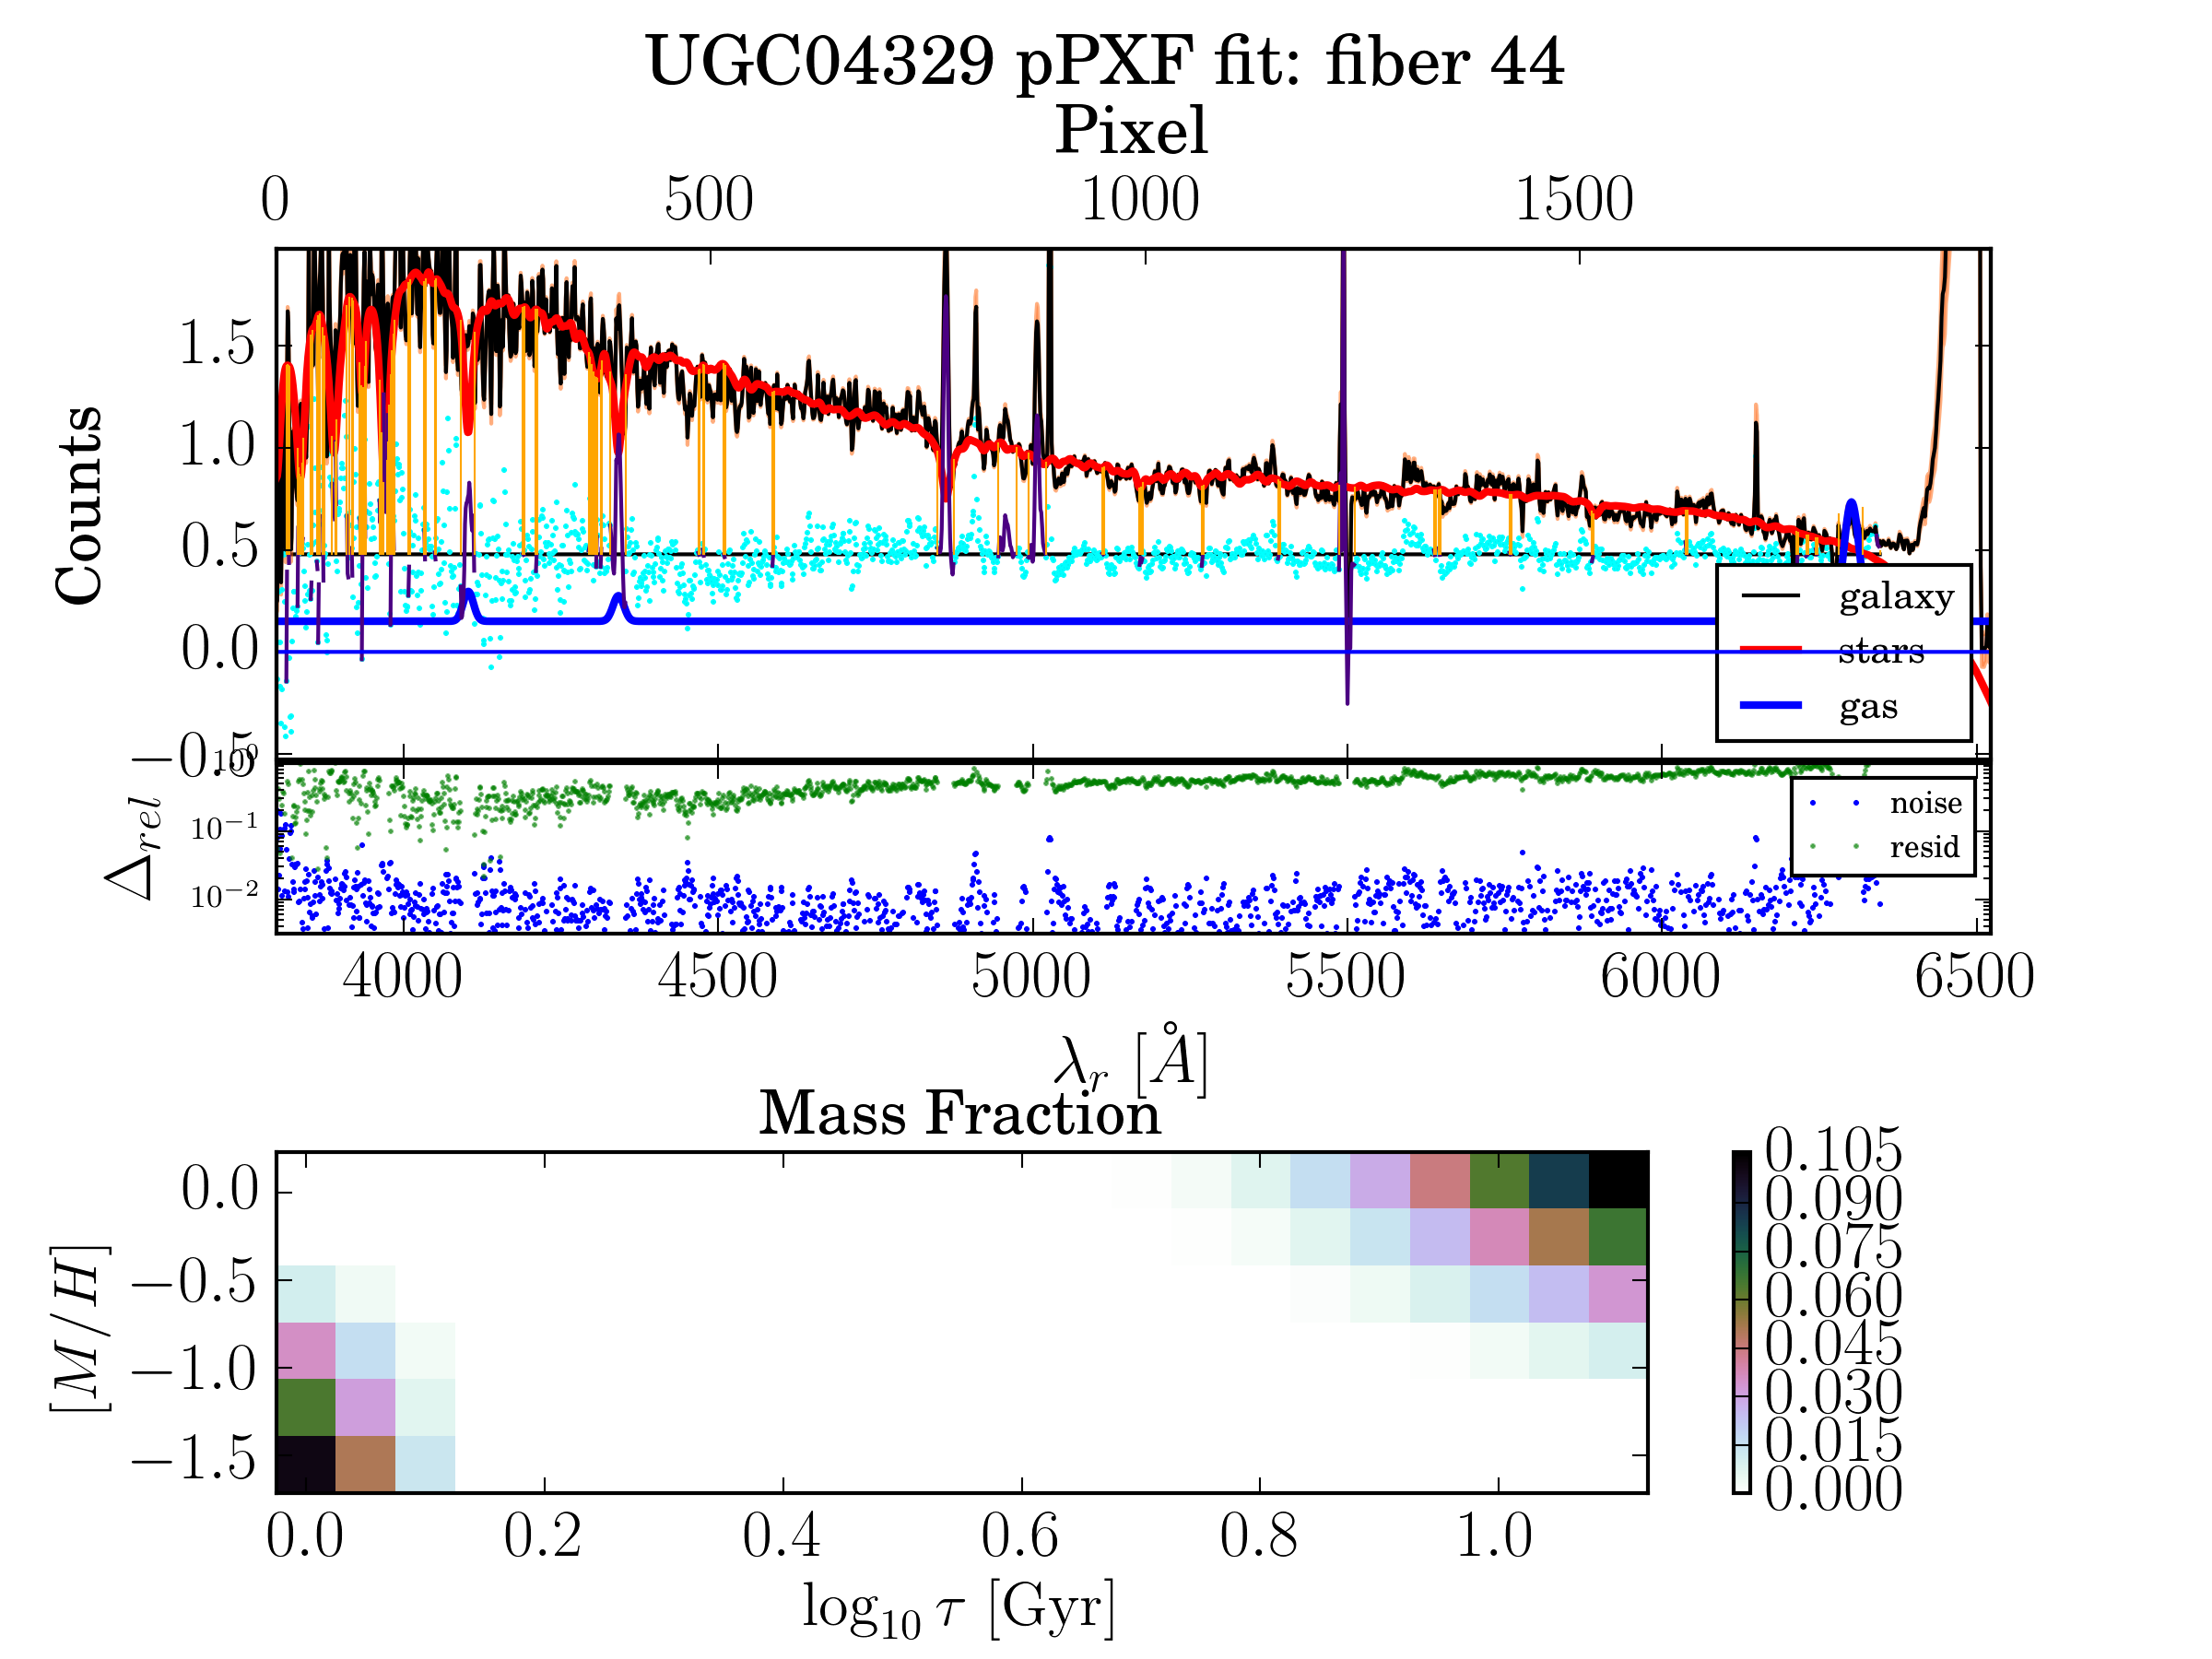 UGC04329 pPXF fit: fiber 44
Pixel
0 500 1000 1500
Counts
1.5
1.0
0.5
0.0
−0.5
galaxy
stars
gas
Δrel
10⁰
10⁻¹
10⁻²
noise
resid
4000 4500 5000 5500 6000 6500
λr [Å]
Mass Fraction
[M/H]
0.0
−0.5
−1.0
−1.5
0.0 0.2 0.4 0.6 0.8 1.0
log₁₀ τ [Gyr]
0.105
0.090
0.075
0.060
0.045
0.030
0.015
0.000